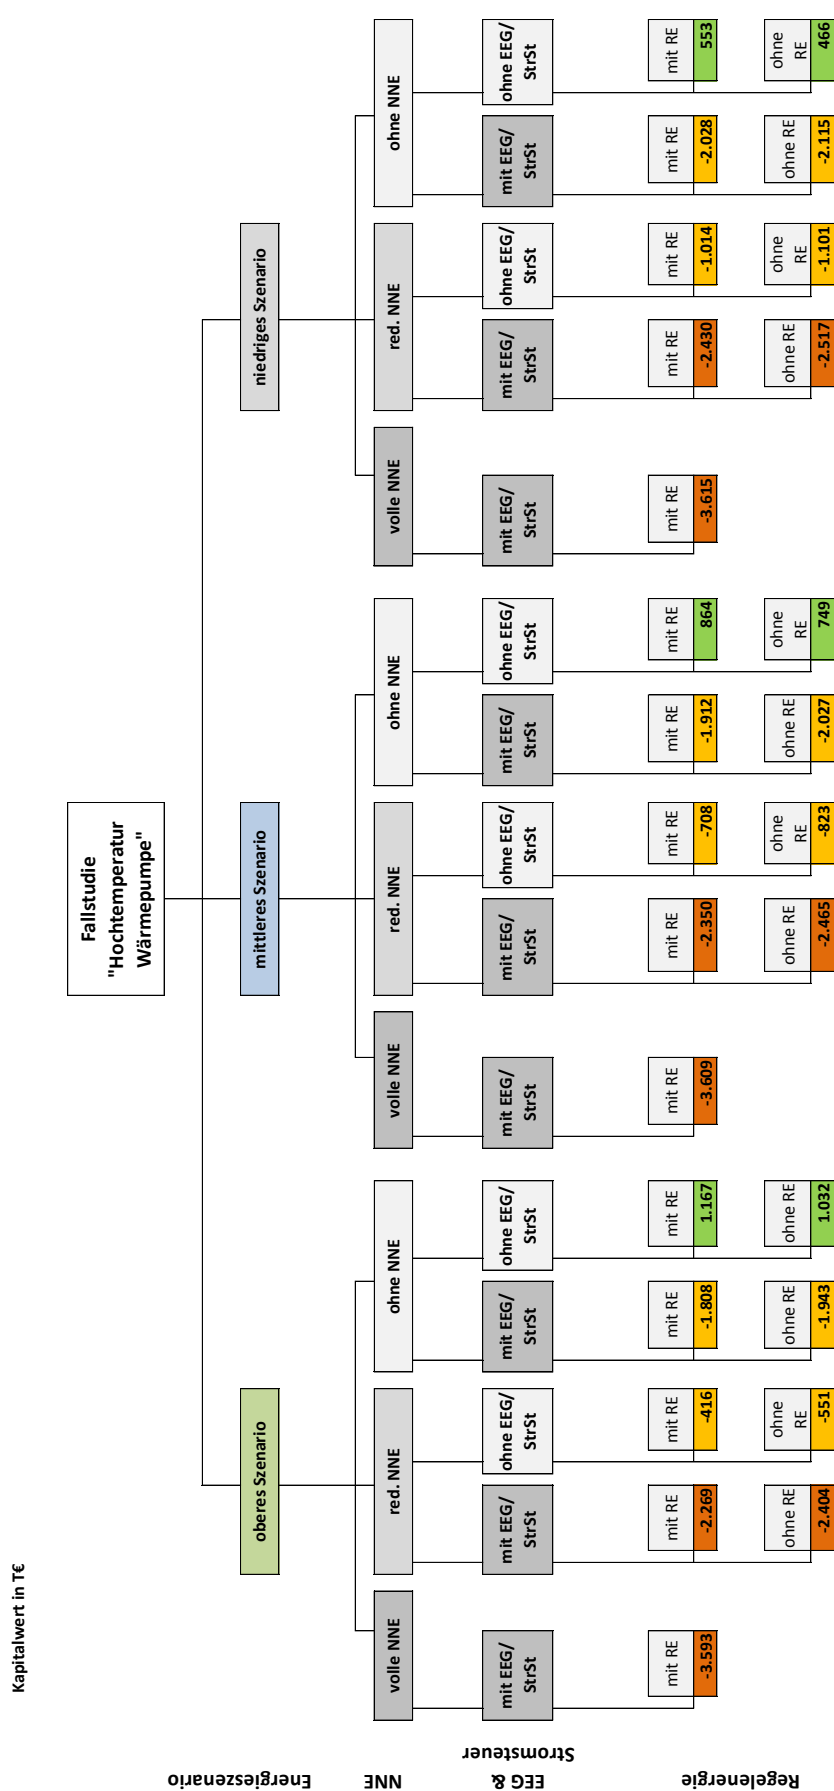 Kapitalwert in T€
Fallstudie
"Hochtemperatur
Wärmepumpe"
Energieszenario
oberes Szenario
mittleres Szenario
niedriges Szenario
NNE
volle NNE
red. NNE
ohne NNE
volle NNE
red. NNE
ohne NNE
volle NNE
red. NNE
ohne NNE
EEG &
Stromsteuer
mit EEG/
StrSt
mit EEG/
StrSt
ohne EEG/
StrSt
mit EEG/
StrSt
ohne EEG/
StrSt
mit EEG/
StrSt
mit EEG/
StrSt
ohne EEG/
StrSt
mit EEG/
StrSt
ohne EEG/
StrSt
mit EEG/
StrSt
mit EEG/
StrSt
ohne EEG/
StrSt
mit EEG/
StrSt
ohne EEG/
StrSt
Regelenergie
mit RE
-3.593
mit RE
-2.269
mit RE
-416
mit RE
-1.808
mit RE
1.167
mit RE
-3.609
mit RE
-2.350
mit RE
-708
mit RE
-1.912
mit RE
864
mit RE
-3.615
mit RE
-2.430
mit RE
-1.014
mit RE
-2.028
mit RE
553
ohne RE
-2.404
ohne
RE
-551
ohne RE
-1.943
ohne RE
1.032
ohne RE
-2.465
ohne
RE
-823
ohne RE
-2.027
ohne
RE
749
ohne RE
-2.517
ohne
RE
-1.101
ohne RE
-2.115
ohne
RE
466